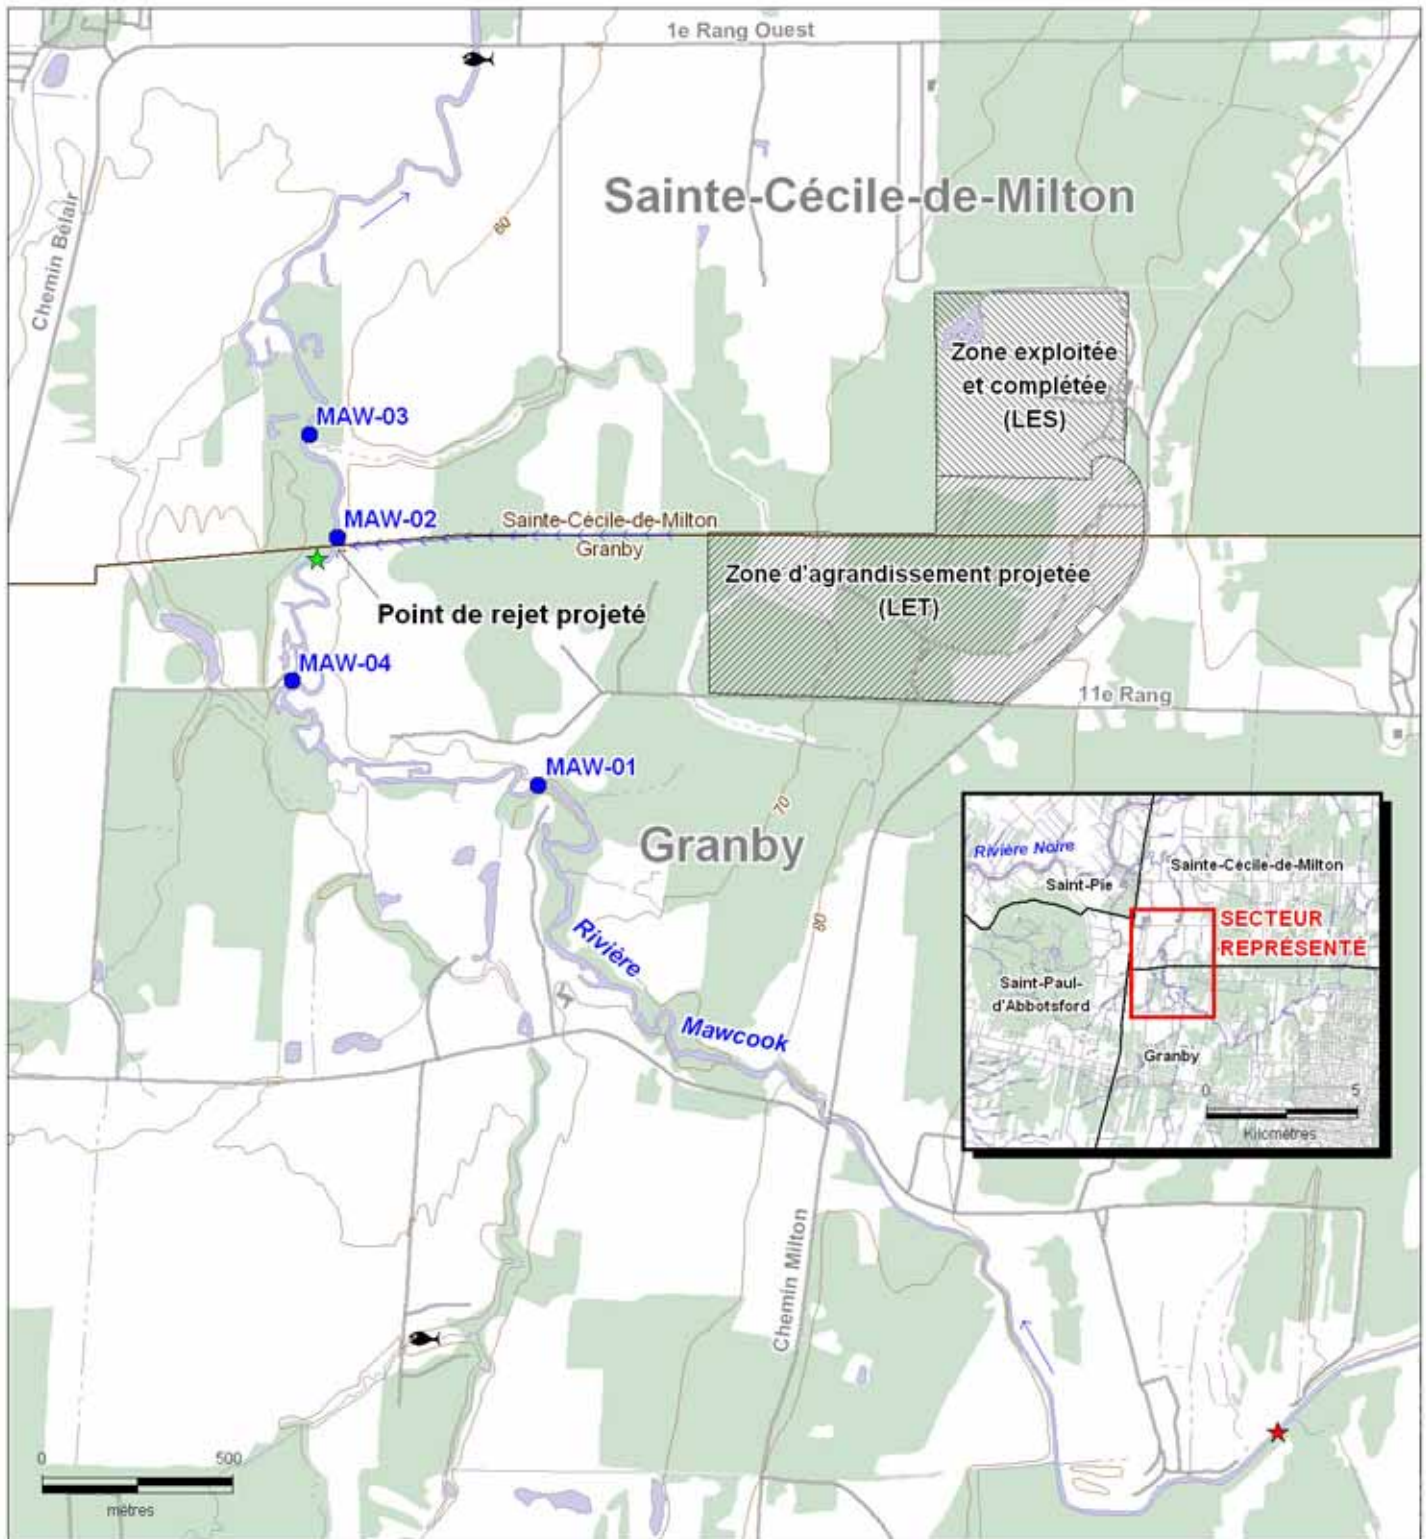 1e Rang Ouest
Chemin Bélair
Sainte-Cécile-de-Milton
60
Zone exploitée
et complétée
(LES)
MAW-03
MAW-02
Sainte-Cécile-de-Milton
Granby
Zone d'agrandissement projetée
(LET)
Point de rejet projeté
MAW-04
11e Rang
MAW-01
70
Granby
80
Rivière
Mawcook
Chemin Milton
Rivière Noire
Sainte-Cécile-de-Milton
Saint-Pie
SECTEUR
REPRÉSENTÉ
Saint-Paul-
d'Abbotsford
Granby
0 5
Kilomètres
0 500
mètres